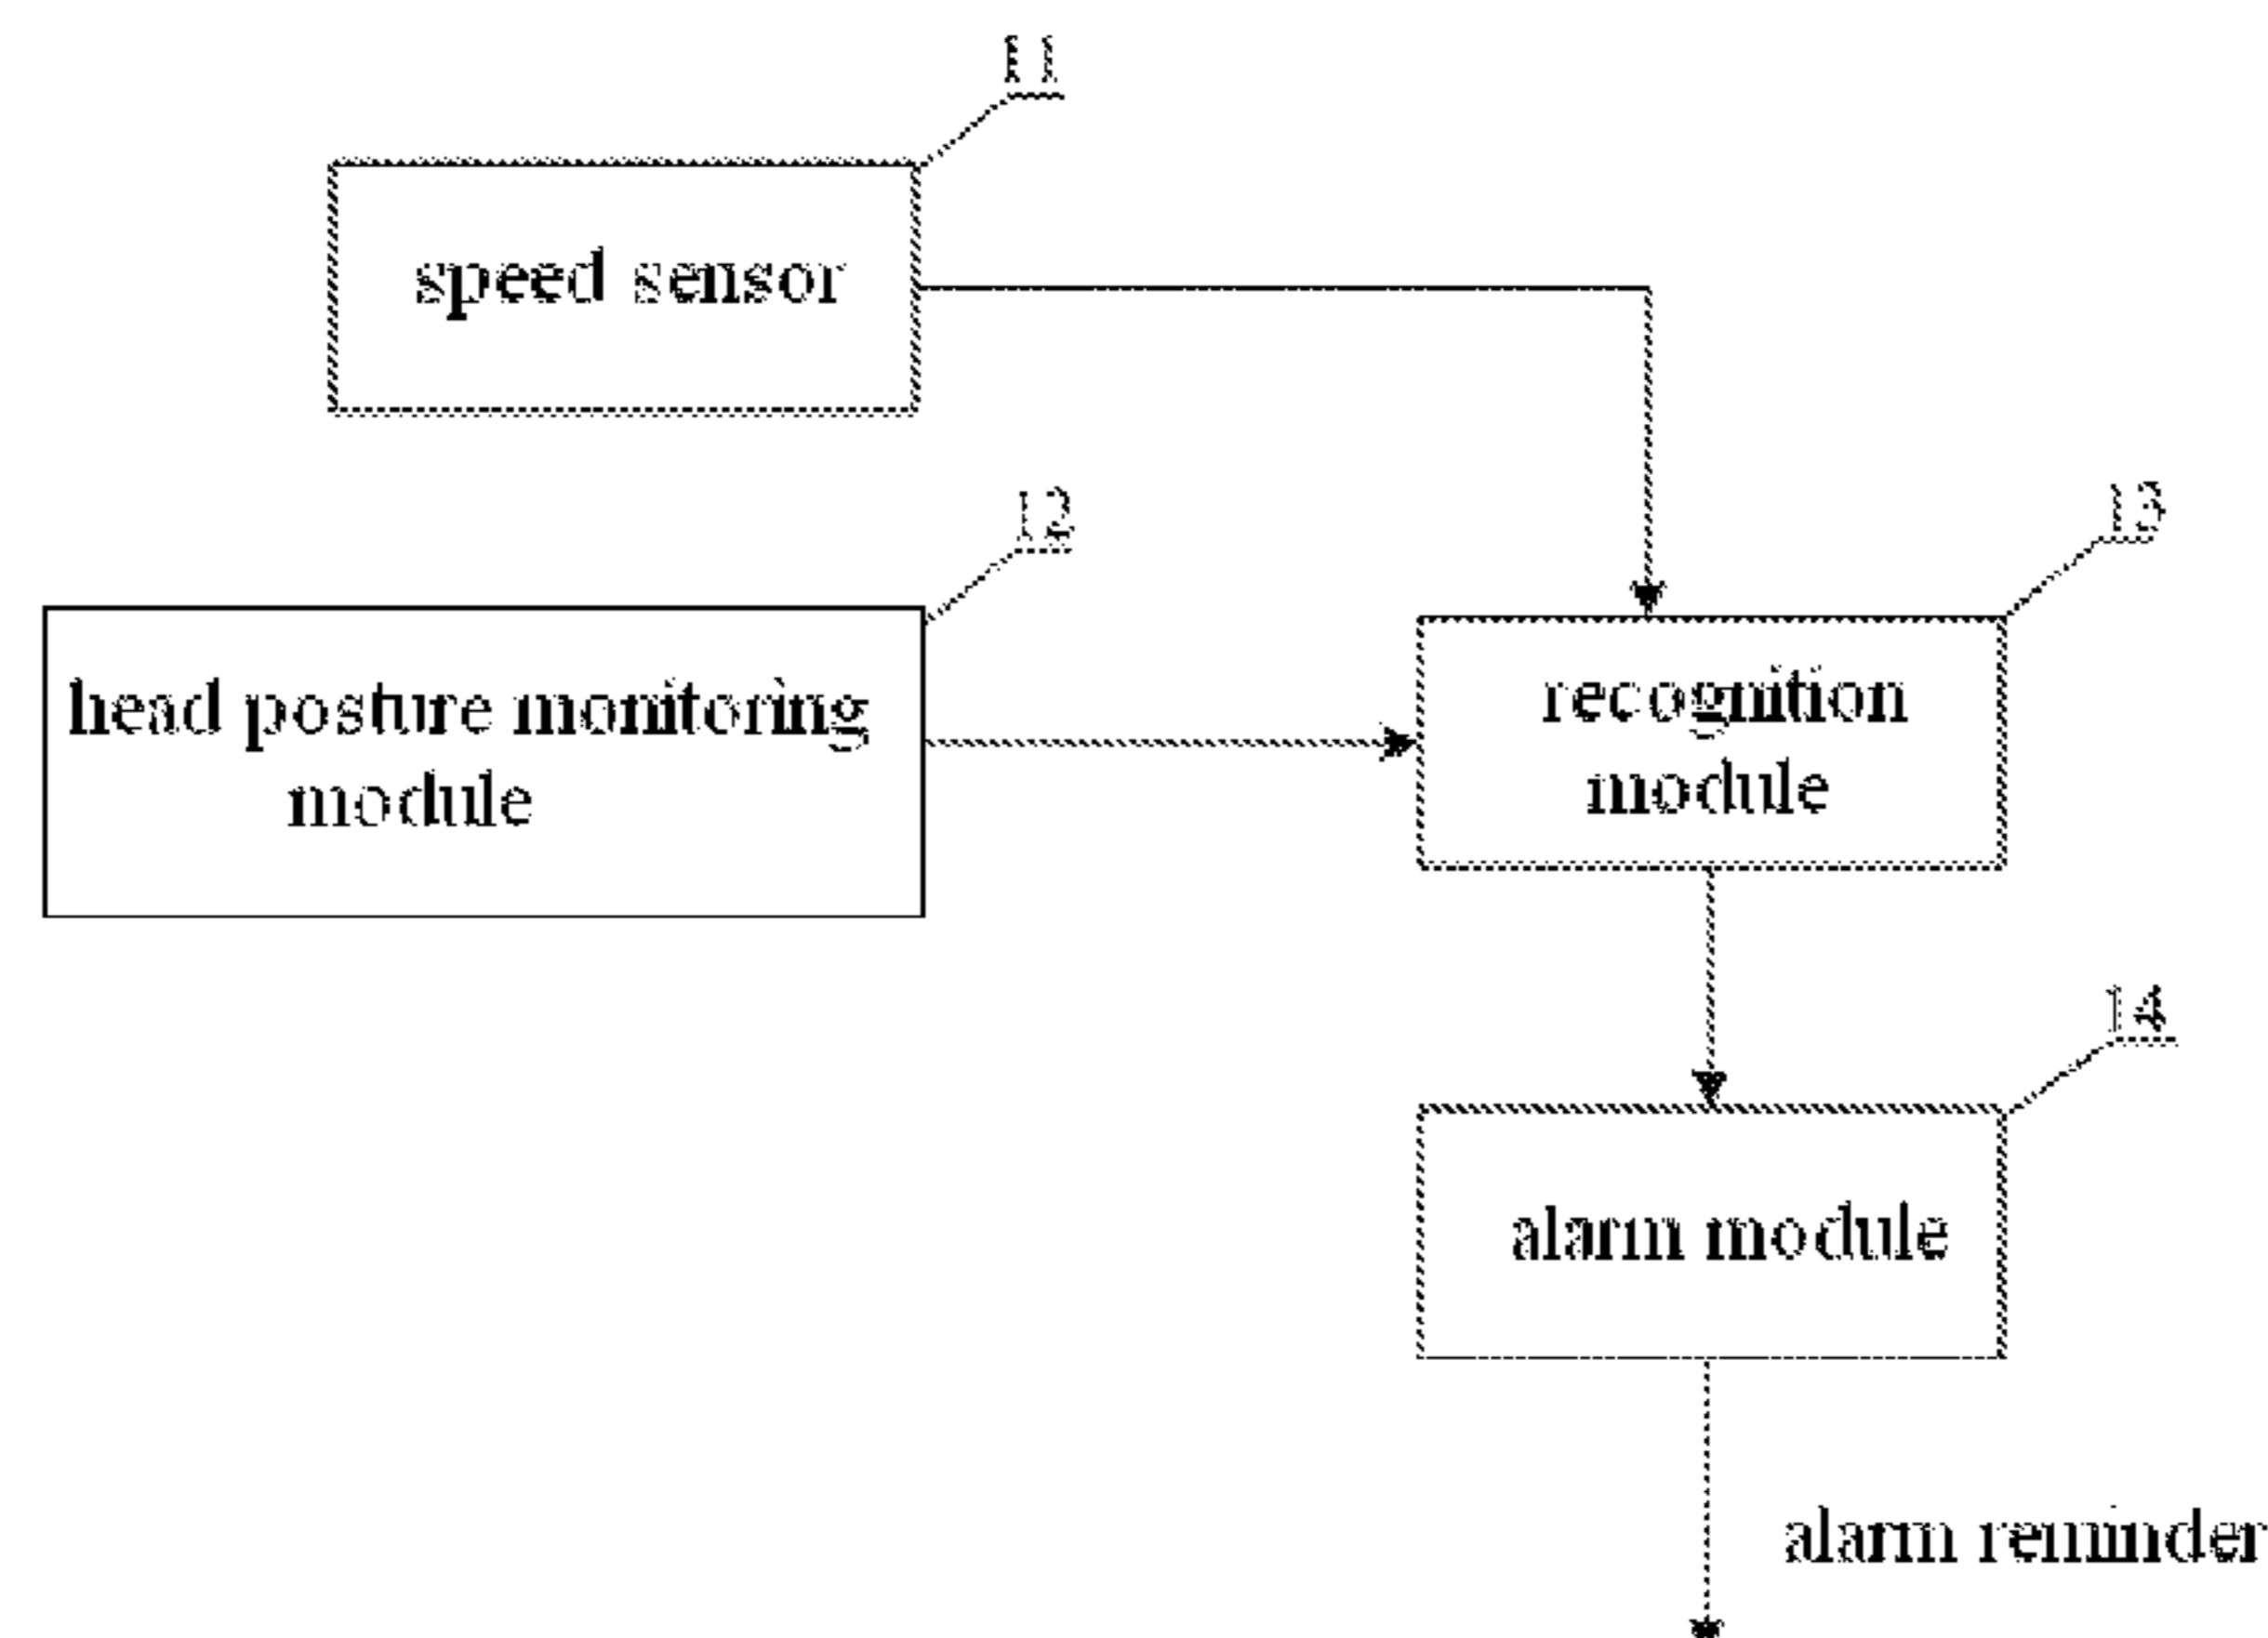 11
speed sensor
12
head posture monitoring
module
13
recognition
module
14
alarm module
alarm reminder